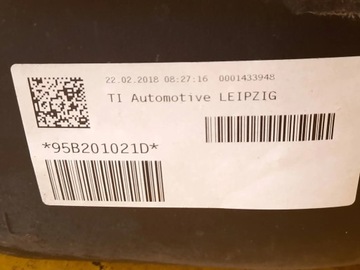 22.02.2018 08:27:16 0001433948
TI Automotive LEIPZIG
*95B201021D*